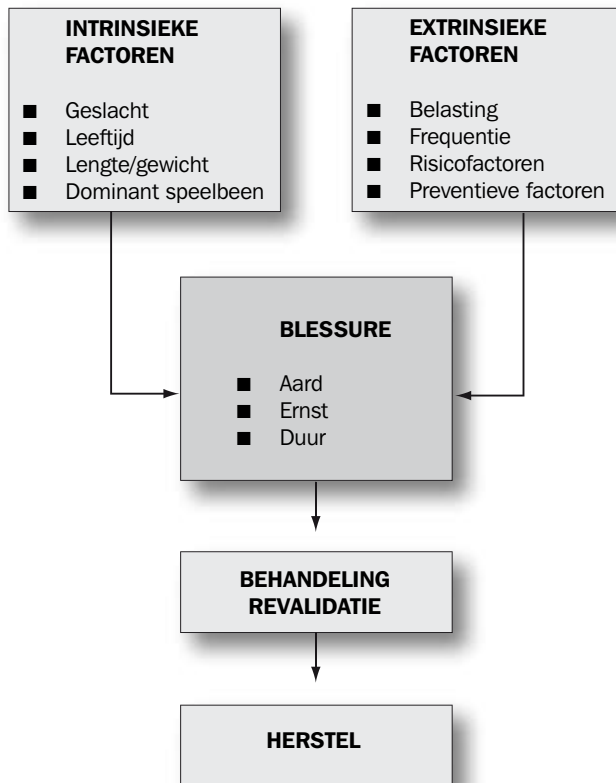 INTRINSIEKE
FACTOREN
■ Geslacht
■ Leeftijd
■ Lengte/gewicht
■ Dominant speelbeen
EXTRINSIEKE
FACTOREN
■ Belasting
■ Frequentie
■ Risicofactoren
■ Preventieve factoren
BLESSURE
■ Aard
■ Ernst
■ Duur
BEHANDELING
REVALIDATIE
HERSTEL